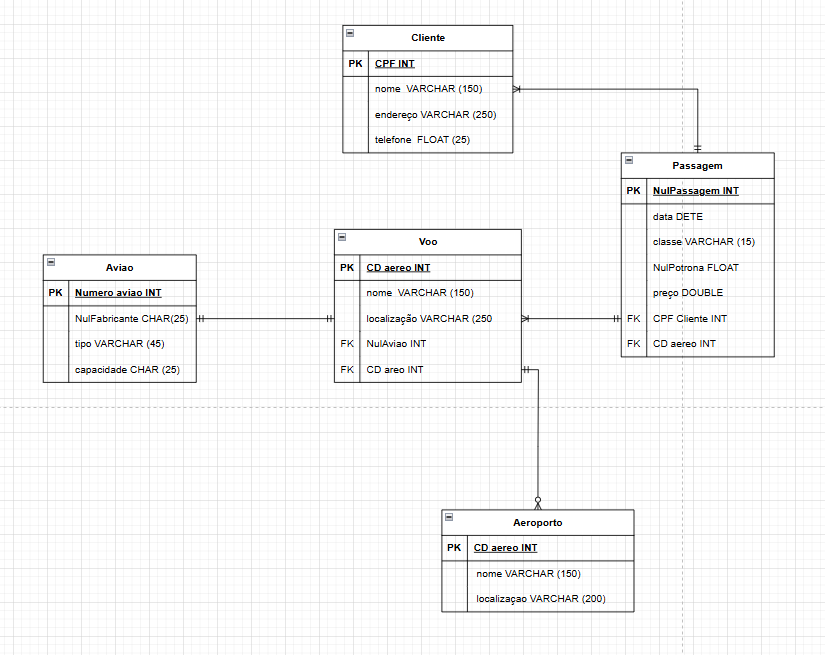 Cliente
PK CPF INT
nome VARCHAR (150)
endereço VARCHAR (250)
telefone FLOAT (25)
Passagem
PK NulPassagem INT
data DETE
classe VARCHAR (15)
NulPotrona FLOAT
preço DOUBLE
FK CPF Cliente INT
FK CD aereo INT
Voo
PK CD aereo INT
nome VARCHAR (150)
localização VARCHAR (250
FK NulAviao INT
FK CD areo INT
Aviao
PK Numero aviao INT
NulFabricante CHAR(25)
tipo VARCHAR (45)
capacidade CHAR (25)
Aeroporto
PK CD aereo INT
nome VARCHAR (150)
localizaçao VARCHAR (200)